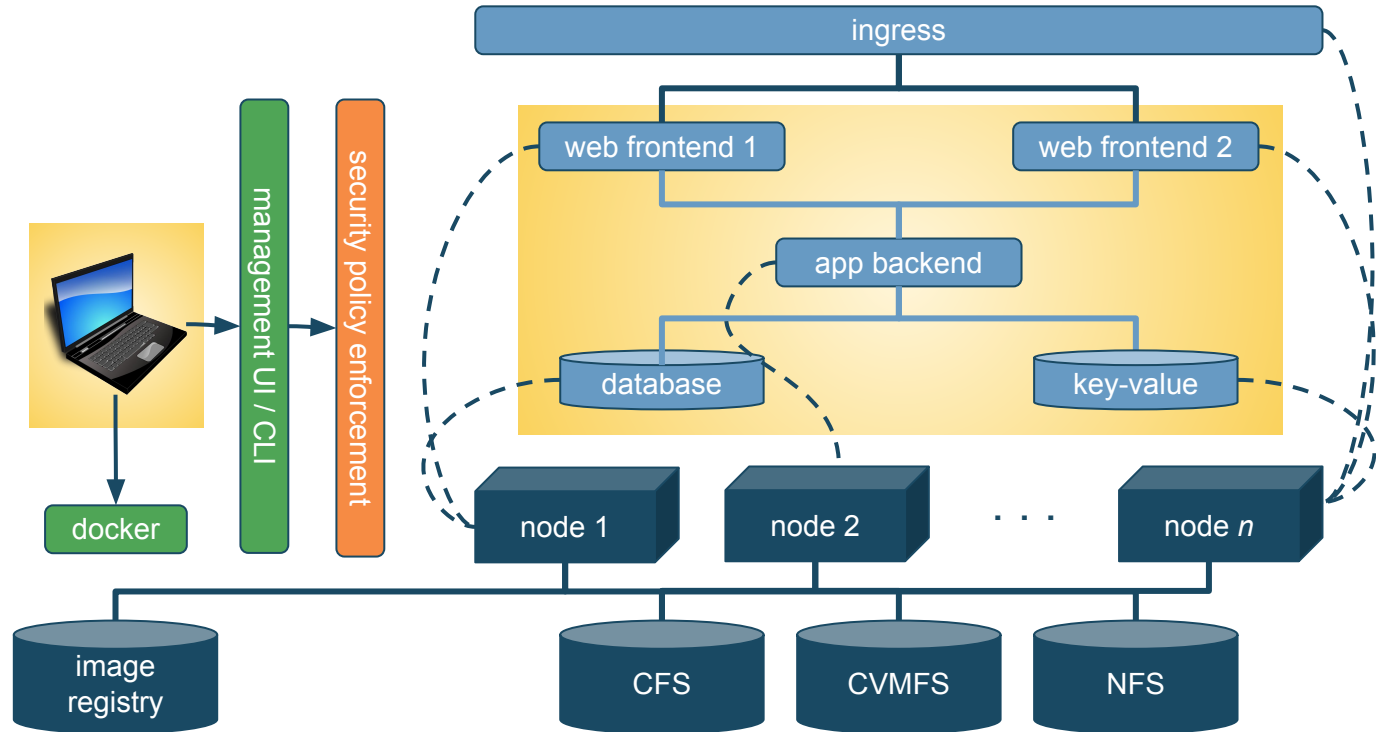 ingress
web frontend 1
web frontend 2
management UI / CLI
security policy enforcement
app backend
database
key-value
docker
node 1
node 2
. . .
node n
image
registry
CFS
CVMFS
NFS